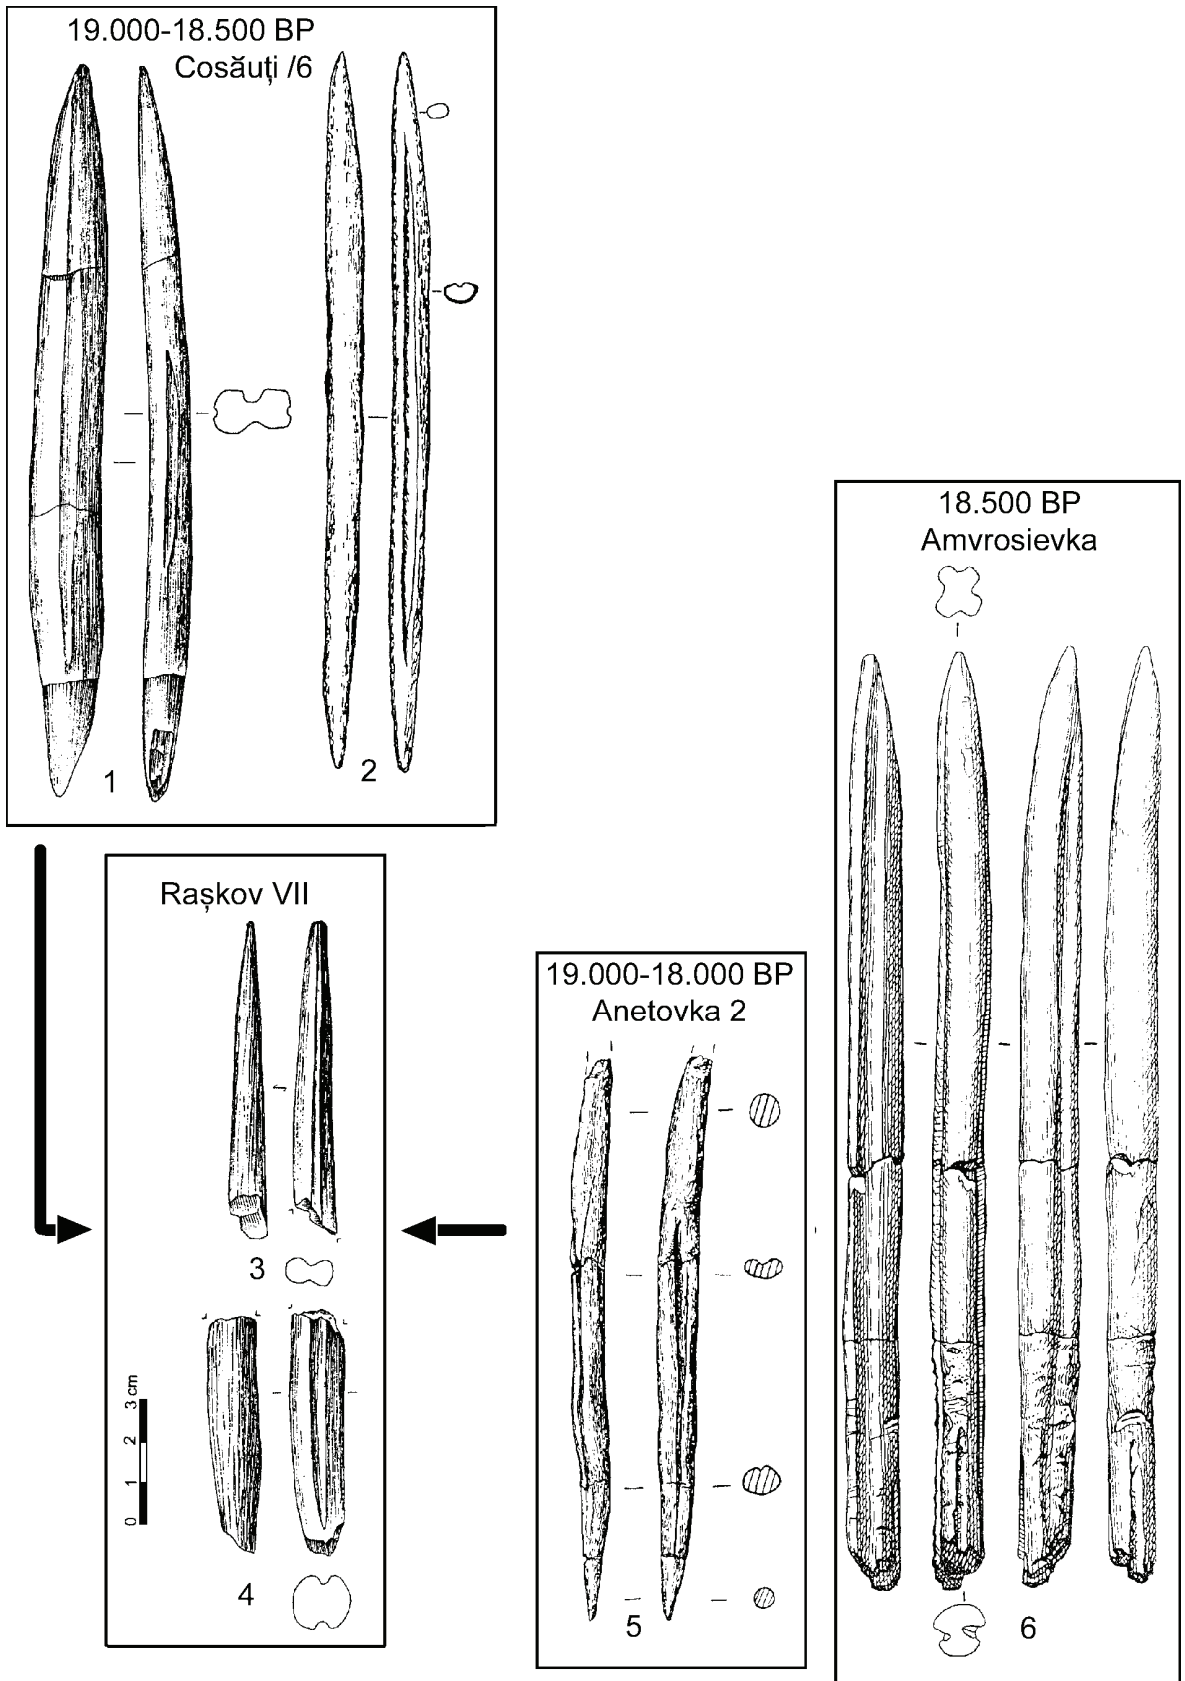 19.000-18.500 BP
Cosăuți /6
1
2
18.500 BP
Amvrosievka
6
Rașkov VII
3
4
3 cm
2
1
0
19.000-18.000 BP
Anetovka 2
5